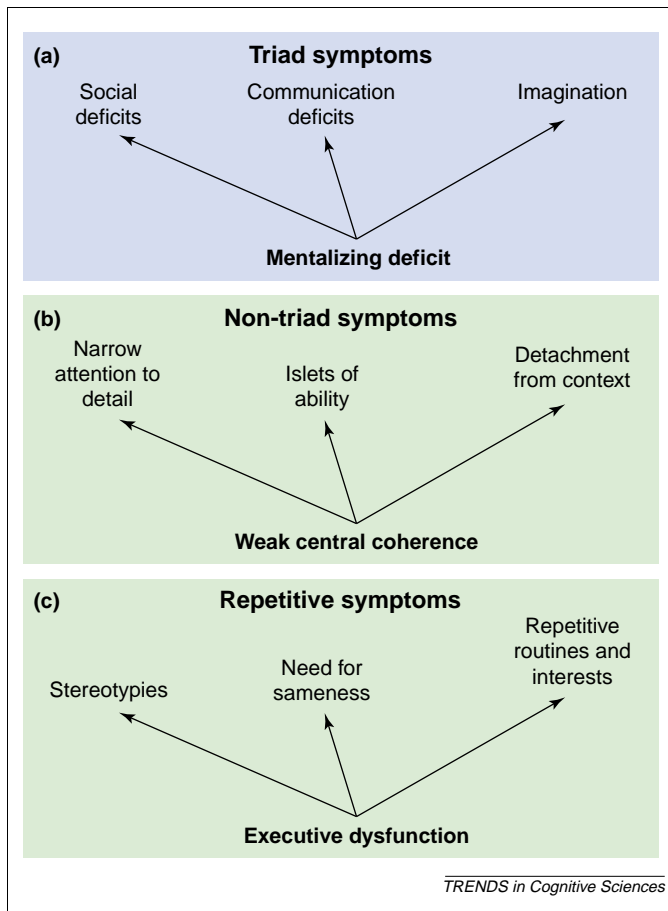 (a) Triad symptoms
Social
deficits
Communication
deficits
Imagination
Mentalizing deficit
(b) Non-triad symptoms
Narrow
attention to
detail
Islets of
ability
Detachment
from context
Weak central coherence
(c) Repetitive symptoms
Stereotypies
Need for
sameness
Repetitive
routines and
interests
Executive dysfunction
TRENDS in Cognitive Sciences